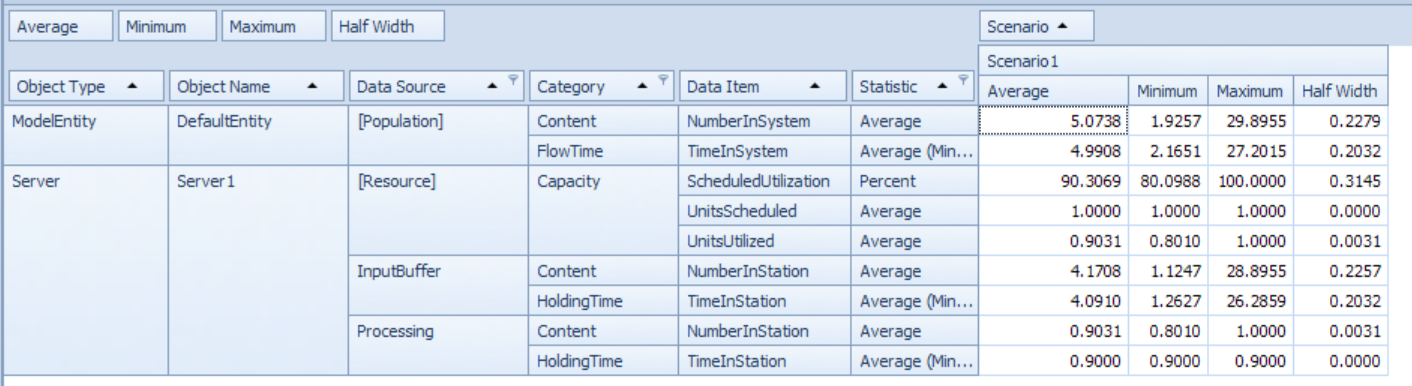 Average Minimum Maximum Half Width Scenario
Scenario1
Object Type Object Name Data Source Category Data Item Statistic Average Minimum Maximum Half Width
ModelEntity DefaultEntity [Population] Content NumberInSystem Average 5.0738 1.9257 29.8955 0.2279
FlowTime TimeInSystem Average (Min... 4.9908 2.1651 27.2015 0.2032
Server Server1 [Resource] Capacity ScheduledUtilization Percent 90.3069 80.0988 100.0000 0.3145
UnitsScheduled Average 1.0000 1.0000 1.0000 0.0000
UnitsUtilized Average 0.9031 0.8010 1.0000 0.0031
InputBuffer Content NumberInStation Average 4.1708 1.1247 28.8955 0.2257
HoldingTime TimeInStation Average (Min... 4.0910 1.2627 26.2859 0.2032
Processing Content NumberInStation Average 0.9031 0.8010 1.0000 0.0031
HoldingTime TimeInStation Average (Min... 0.9000 0.9000 0.9000 0.0000